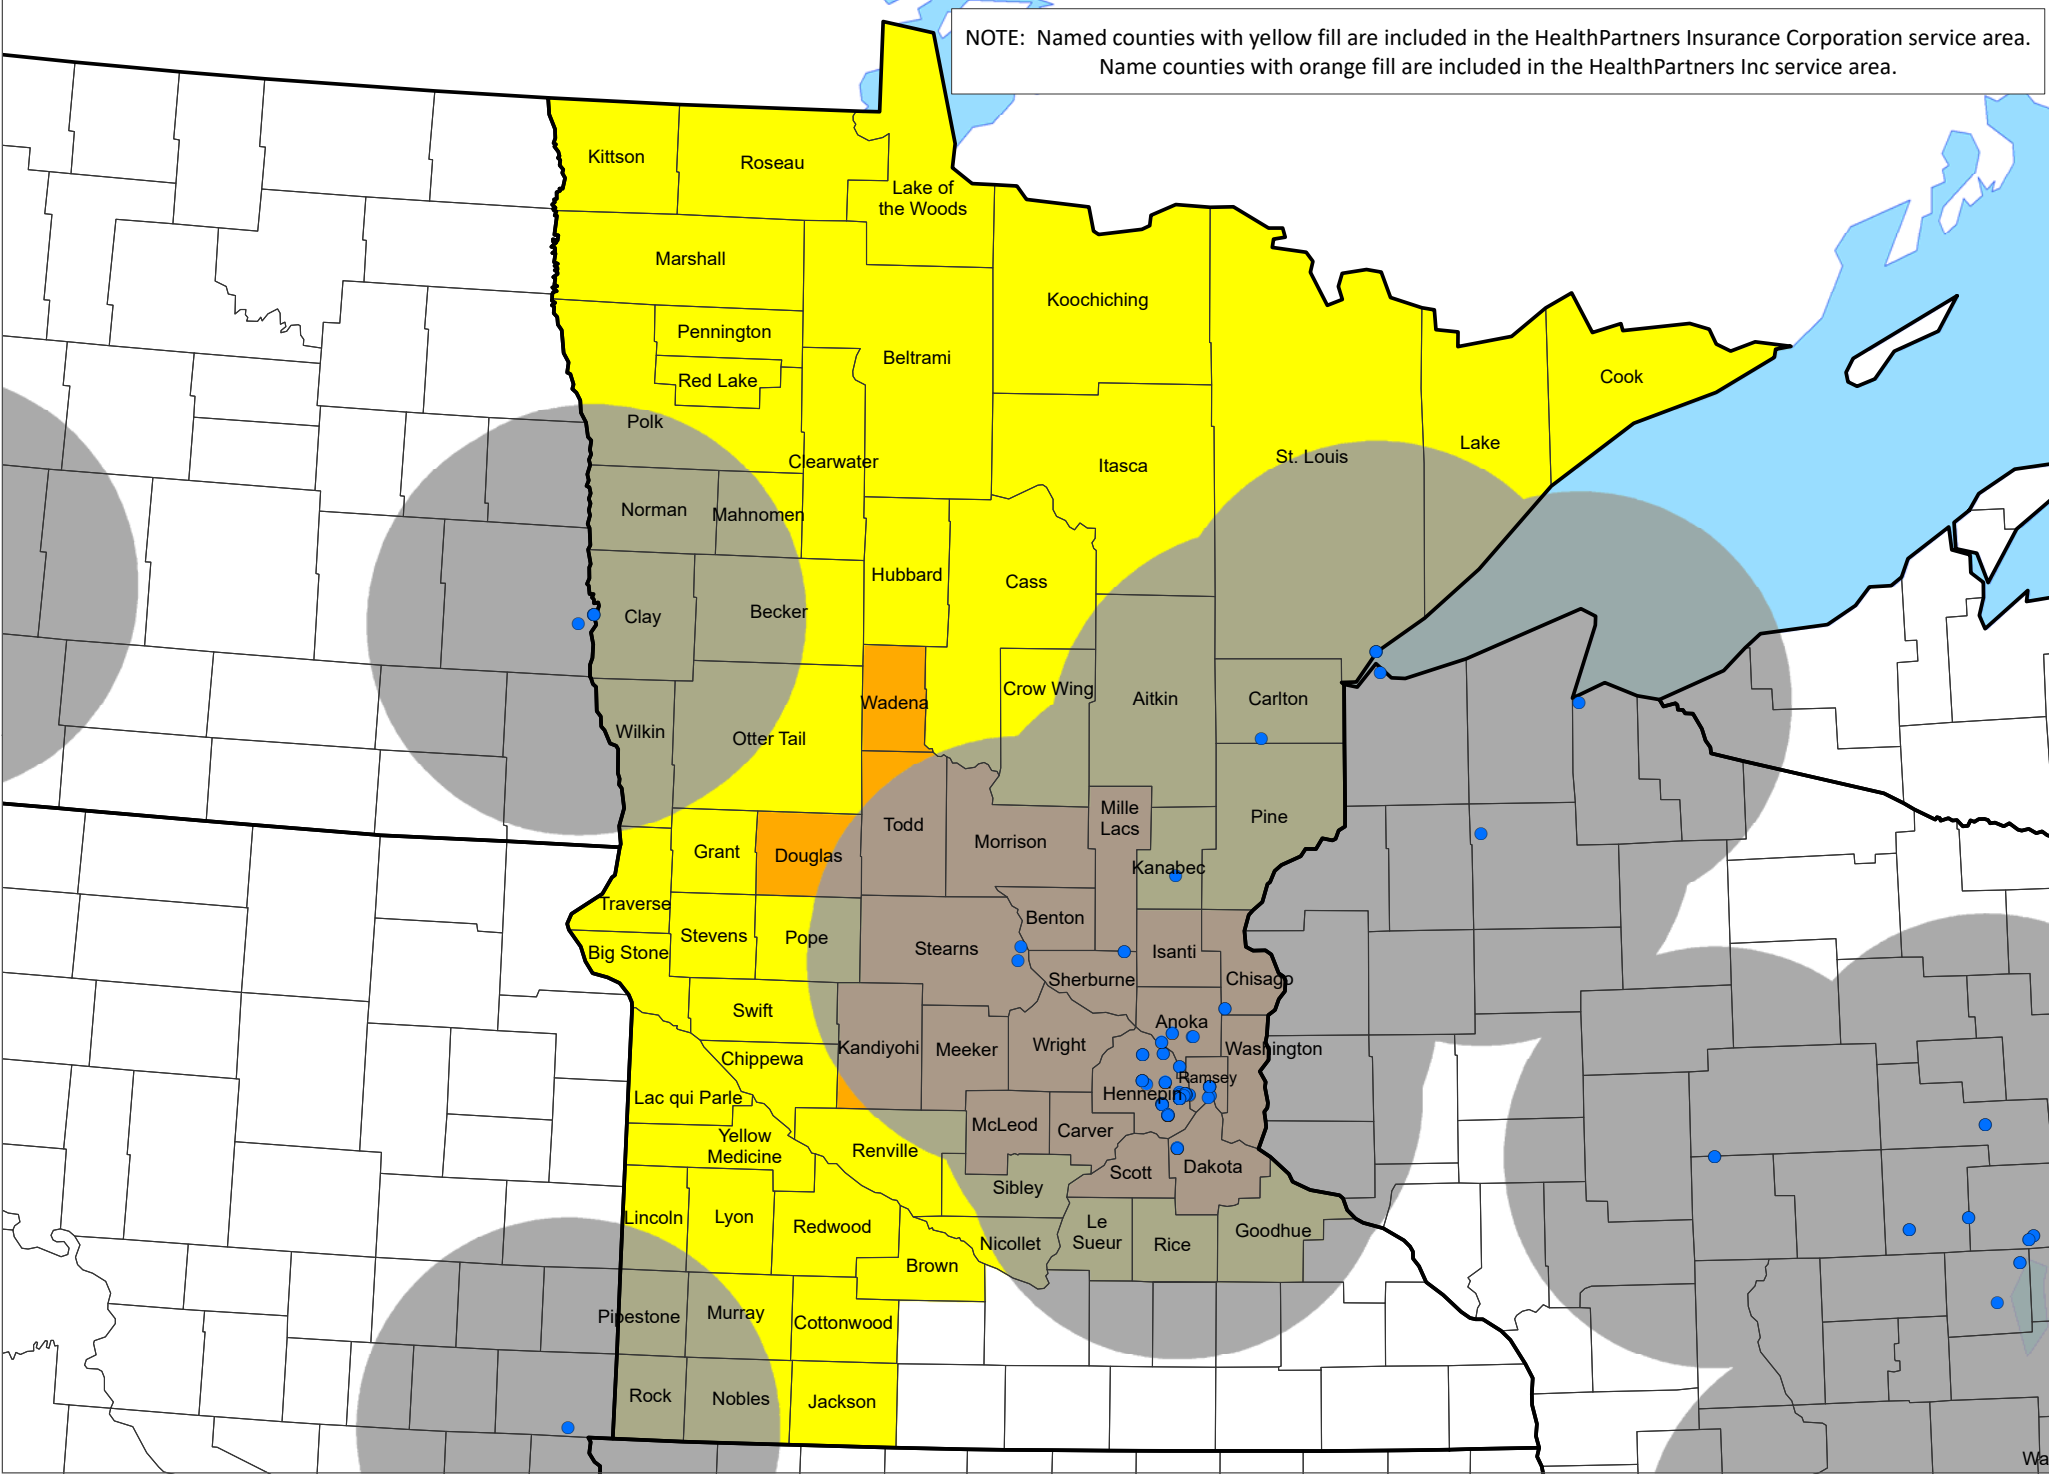 NOTE: Named counties with yellow fill are included in the HealthPartners Insurance Corporation service area.
Name counties with orange fill are included in the HealthPartners Inc service area.
Kittson
Roseau
Lake of
the Woods
Marshall
Koochiching
Pennington
Beltrami
Red Lake
Cook
Polk
Lake
Clearwater
Itasca
St. Louis
Norman
Mahnomen
Hubbard
Cass
Clay
Becker
Crow Wing
Aitkin
Carlton
Wadena
Wilkin
Otter Tail
Mille
Lacs
Pine
Todd
Morrison
Grant
Douglas
Kanabec
Traverse
Benton
Stevens
Pope
Stearns
Isanti
Big Stone
Sherburne
Chisago
Swift
Anoka
Kandiyohi
Meeker
Wright
Washington
Chippewa
Ramsey
Hennepin
Lac qui Parle
McLeod
Carver
Yellow
Medicine
Renville
Scott
Dakota
Sibley
Lincoln
Lyon
Redwood
Le
Sueur
Rice
Goodhue
Nicollet
Brown
Pipestone
Murray
Cottonwood
Rock
Nobles
Jackson
Wa